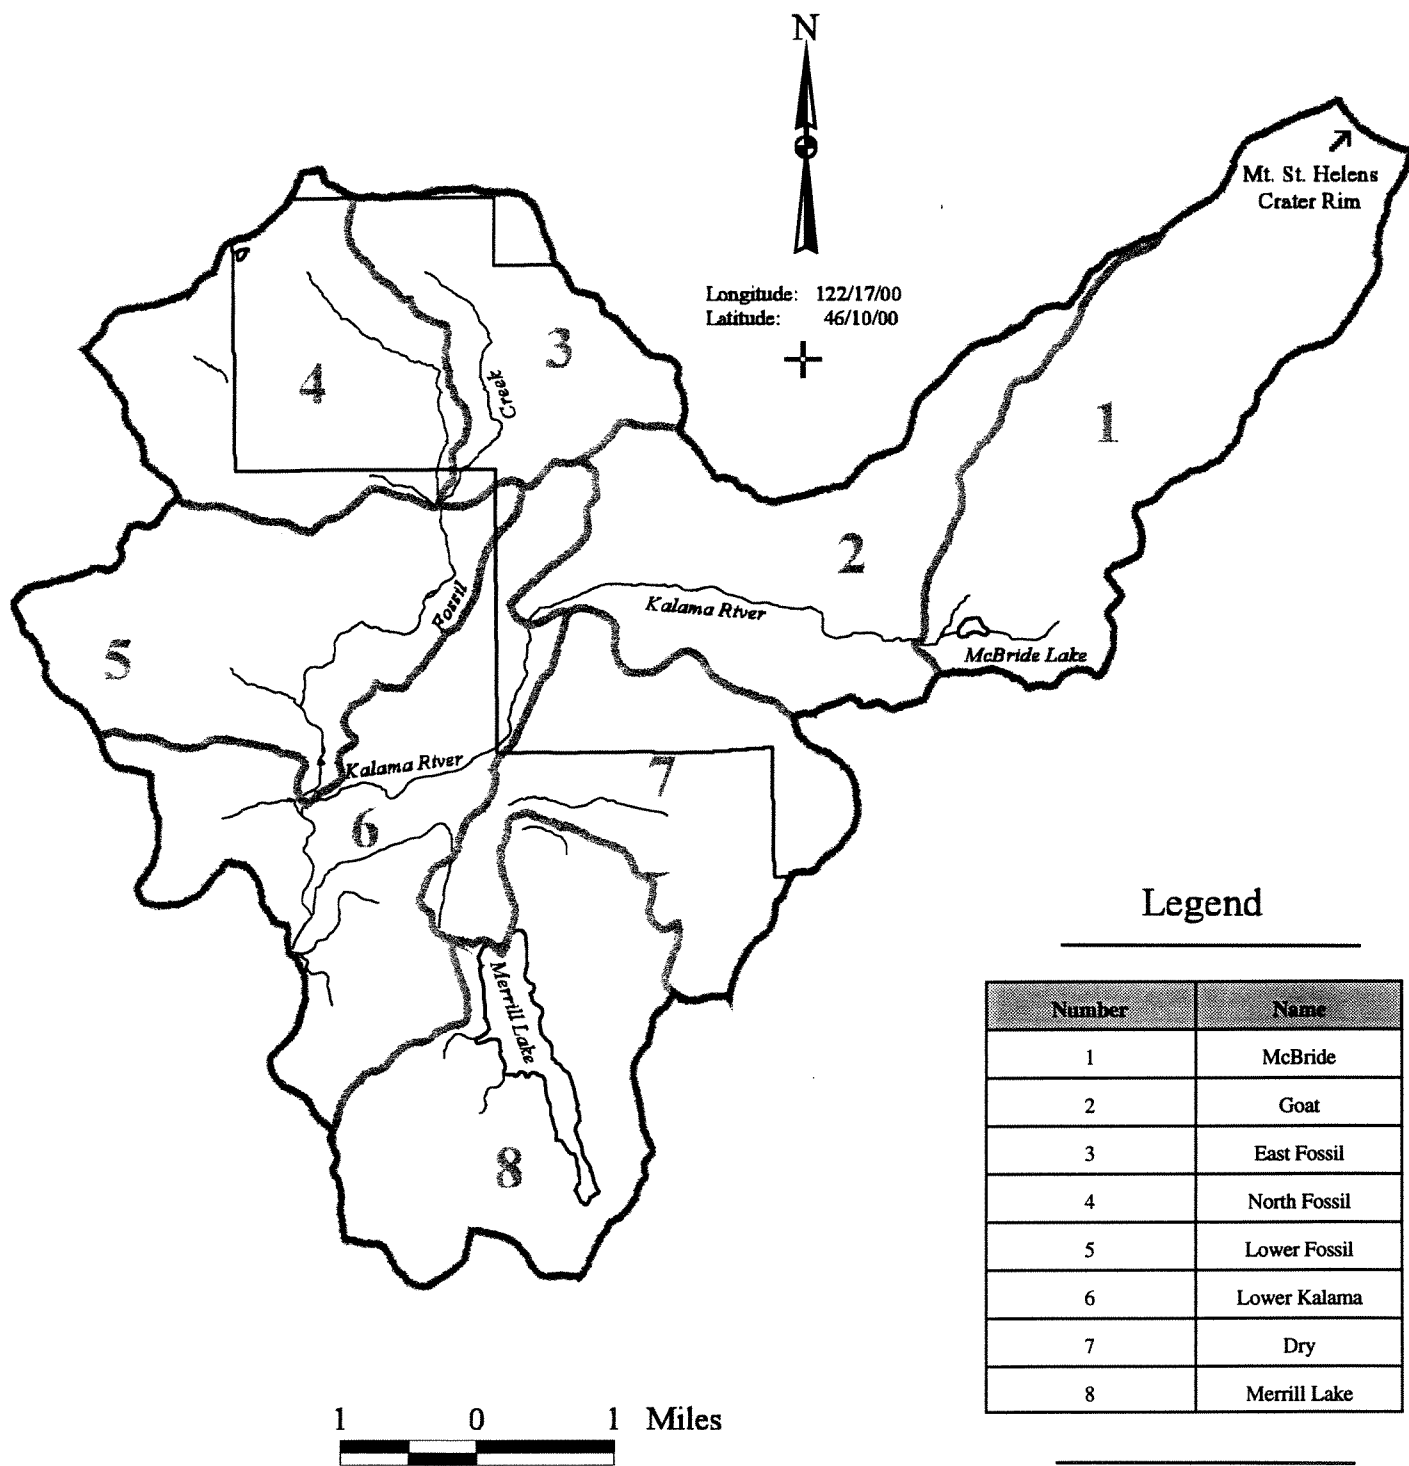 N
Mt. St. Helens
Crater Rim
Longitude: 122/17/00
Latitude: 46/10/00
3
4
Creek
1
2
Fossil
Kalama River
5
McBride Lake
Kalama River
7
6
Merrill Lake
8
Legend
Number Name
1 McBride
2 Goat
3 East Fossil
4 North Fossil
5 Lower Fossil
6 Lower Kalama
7 Dry
8 Merrill Lake
1 0 1 Miles